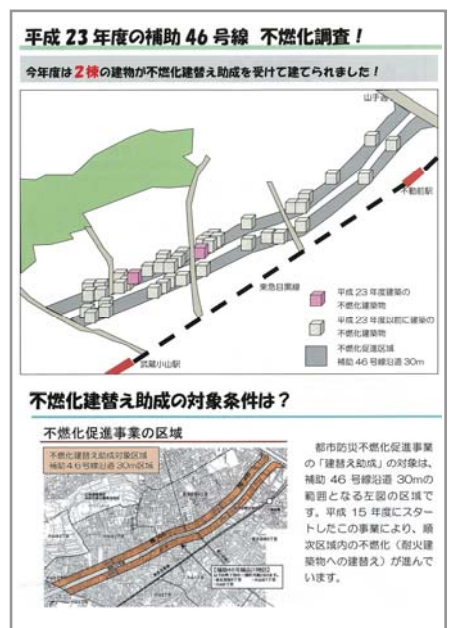 平成23年度の補助46号線 不燃化調査！
今年度は2棟の建物が不燃化建替え助成を受けて建てられました！
山手通
不動前駅
東急目黒線
武蔵小山駅
平成23年度建築の
不燃化建築物
平成23年度以前に建築の
不燃化建築物
不燃化促進区域
補助46号線沿道30m
不燃化建替え助成の対象条件は？
不燃化促進事業の区域
不燃化建替え助成対象区域
補助46号線沿道30m区域
都市防災不燃化促進事業
の「建替え助成」の対象は、
補助 46 号線沿道 30mの
範囲となる左図の区域で
す。平成 15 年度にスター
トしたこの事業により、順
次区域内の不燃化（耐火建
築物への建替え）が進んで
います。